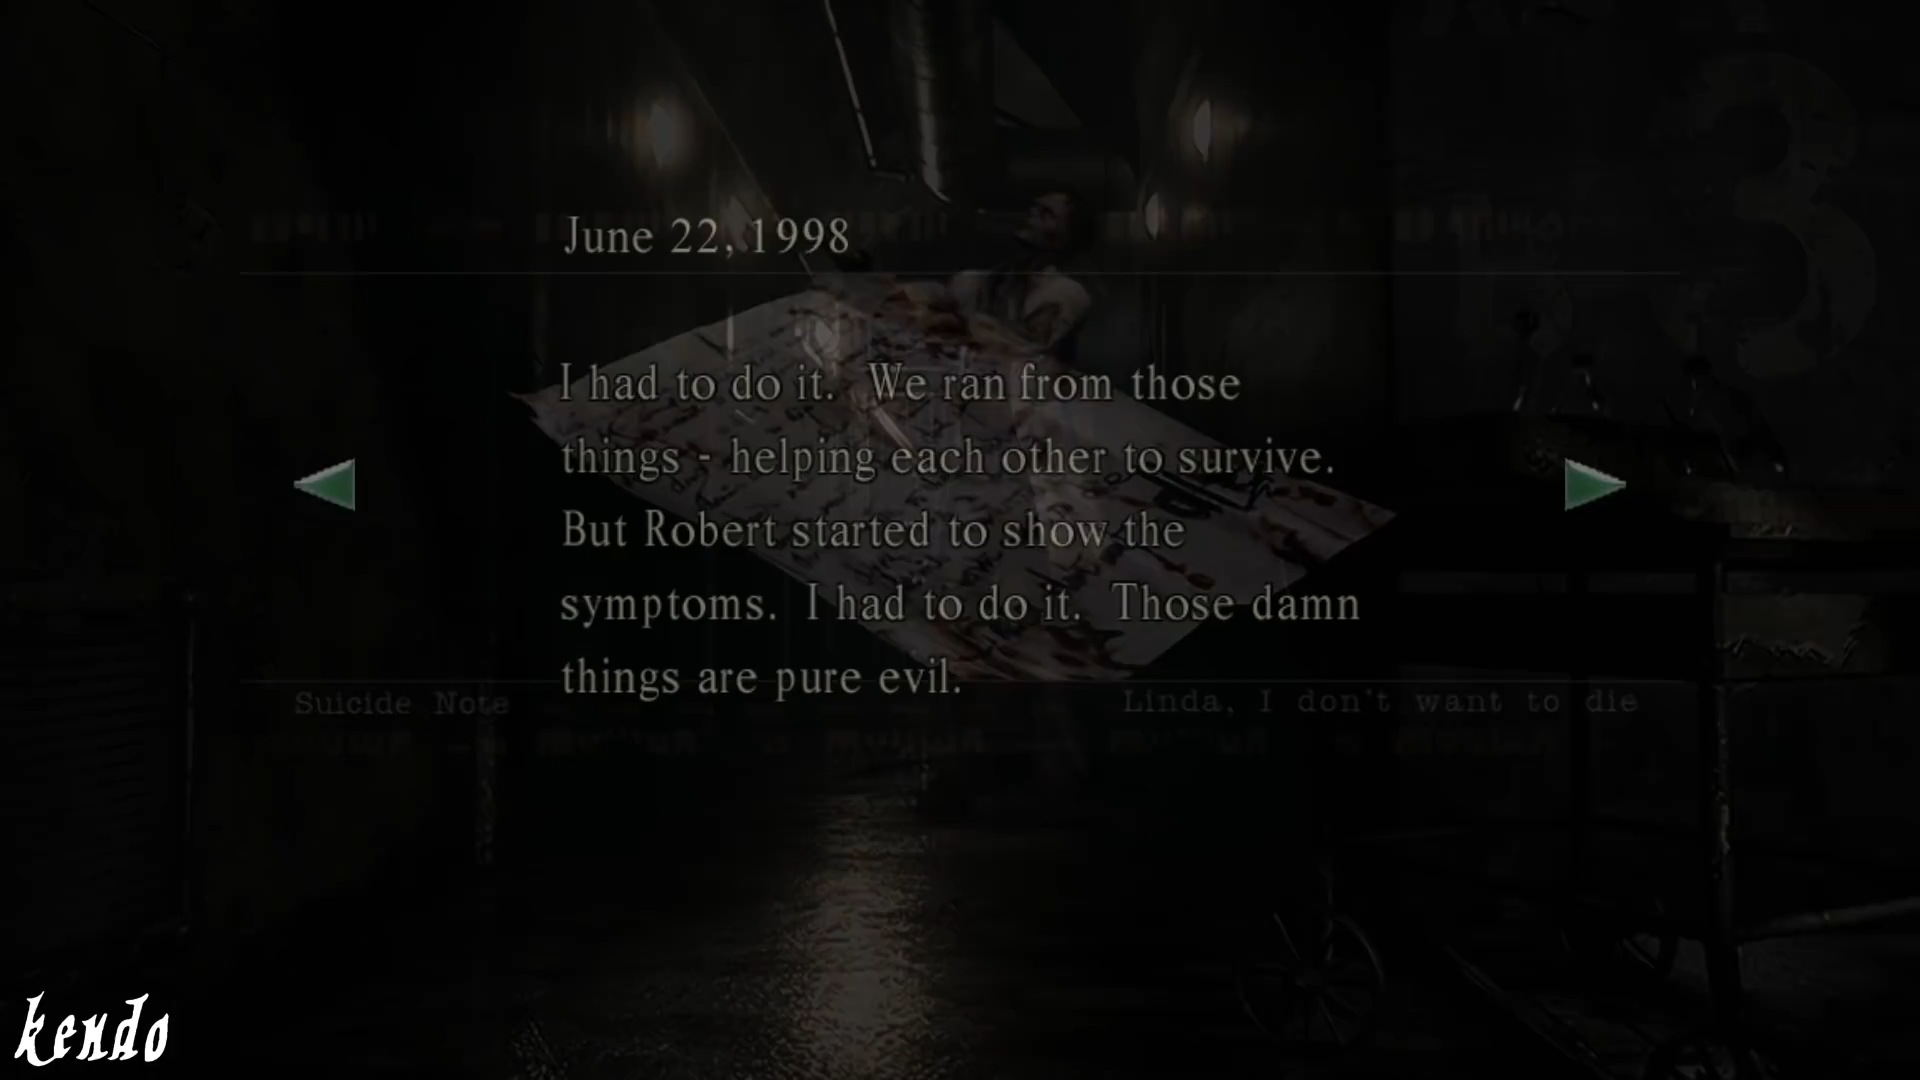 June 22, 1998
I had to do it. We ran from those
things - helping each other to survive.
But Robert started to show the
symptoms. I had to do it. Those damn
things are pure evil.
Suicide Note
Linda, I don't want to die
kendo